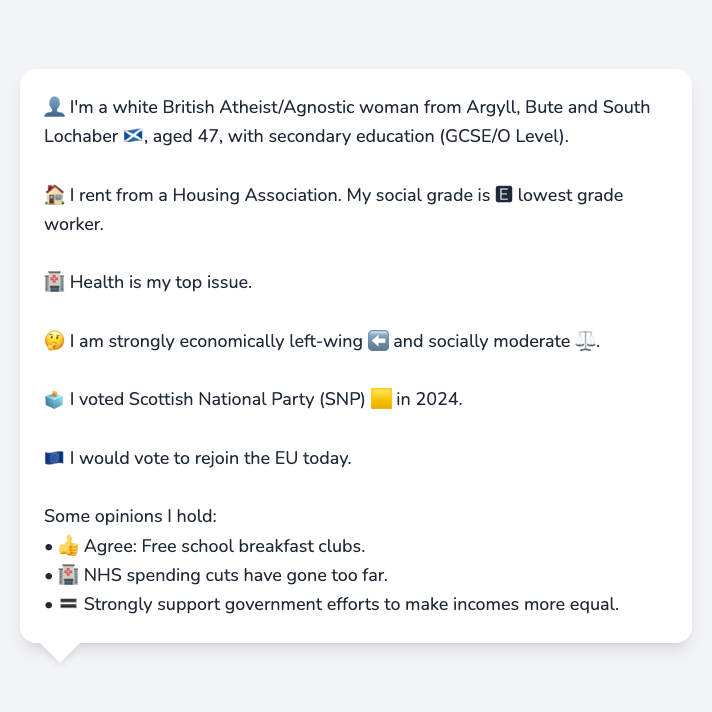 👤 I'm a white British Atheist/Agnostic woman from Argyll, Bute and South
Lochaber 🏴󠁧󠁢󠁳󠁣󠁴󠁿, aged 47, with secondary education (GCSE/O Level).
🏠 I rent from a Housing Association. My social grade is 🅴 lowest grade
worker.
🏥 Health is my top issue.
🤔 I am strongly economically left-wing ⬅️ and socially moderate ⚖️.
🗳️ I voted Scottish National Party (SNP) 🟨 in 2024.
🇪🇺 I would vote to rejoin the EU today.
Some opinions I hold:
• 👍 Agree: Free school breakfast clubs.
• 🏥 NHS spending cuts have gone too far.
• 🟰 Strongly support government efforts to make incomes more equal.